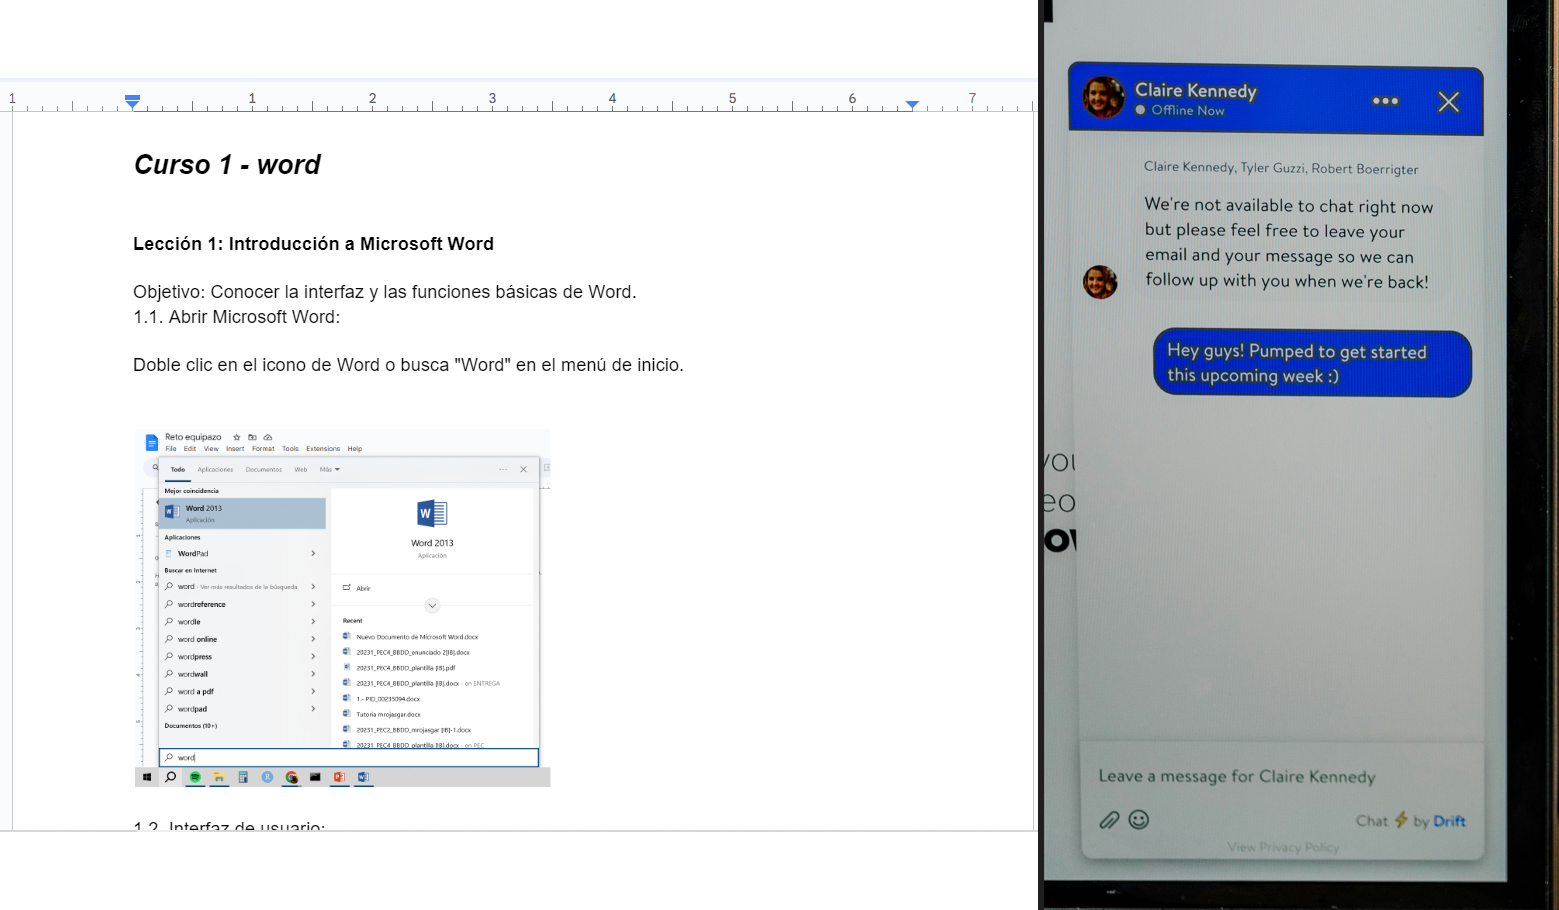 1 1 2 3 4 5 6 7
Curso 1 - word
Lección 1: Introducción a Microsoft Word
Objetivo: Conocer la interfaz y las funciones básicas de Word.
1.1. Abrir Microsoft Word:
Doble clic en el icono de Word o busca "Word" en el menú de inicio.
Reto equipazo
File Edit View Insert Format Tools Extensions Help
Todo Aplicaciones Documentos Web Más
Mejor coincidencia
Word 2013
Aplicación
Aplicaciones
WordPad
Buscar en Internet
word - Ver más resultados de la búsqueda
wordreference
wordle
word online
wordpress
wordwall
word a pdf
wordpad
Documentos (10+)
word
Word 2013
Aplicación
Abrir
Recent
Nuevo Documento de Microsoft Word.docx
20231_PEC4_BBDD_enunciado 2[IB].docx
20231_PEC4_BBDD_plantilla [IB].pdf
20231_PEC4_BBDD_plantilla [IB].docx - en ENTREGA
1.- PID_00235094.docx
Tutoria mrojasgar.docx
20231_PEC2_BBDD_mrojasgar [IB]-1.docx
20231_PEC4_BBDD_plantilla [IB].docx - en PEC
1.2. Interfaz de usuario:
Claire Kennedy
Offline Now
Claire Kennedy, Tyler Guzzi, Robert Boerrigter
We're not available to chat right now
but please feel free to leave your
email and your message so we can
follow up with you when we're back!
Hey guys! Pumped to get started
this upcoming week :)
Leave a message for Claire Kennedy
Chat by Drift
View Privacy Policy